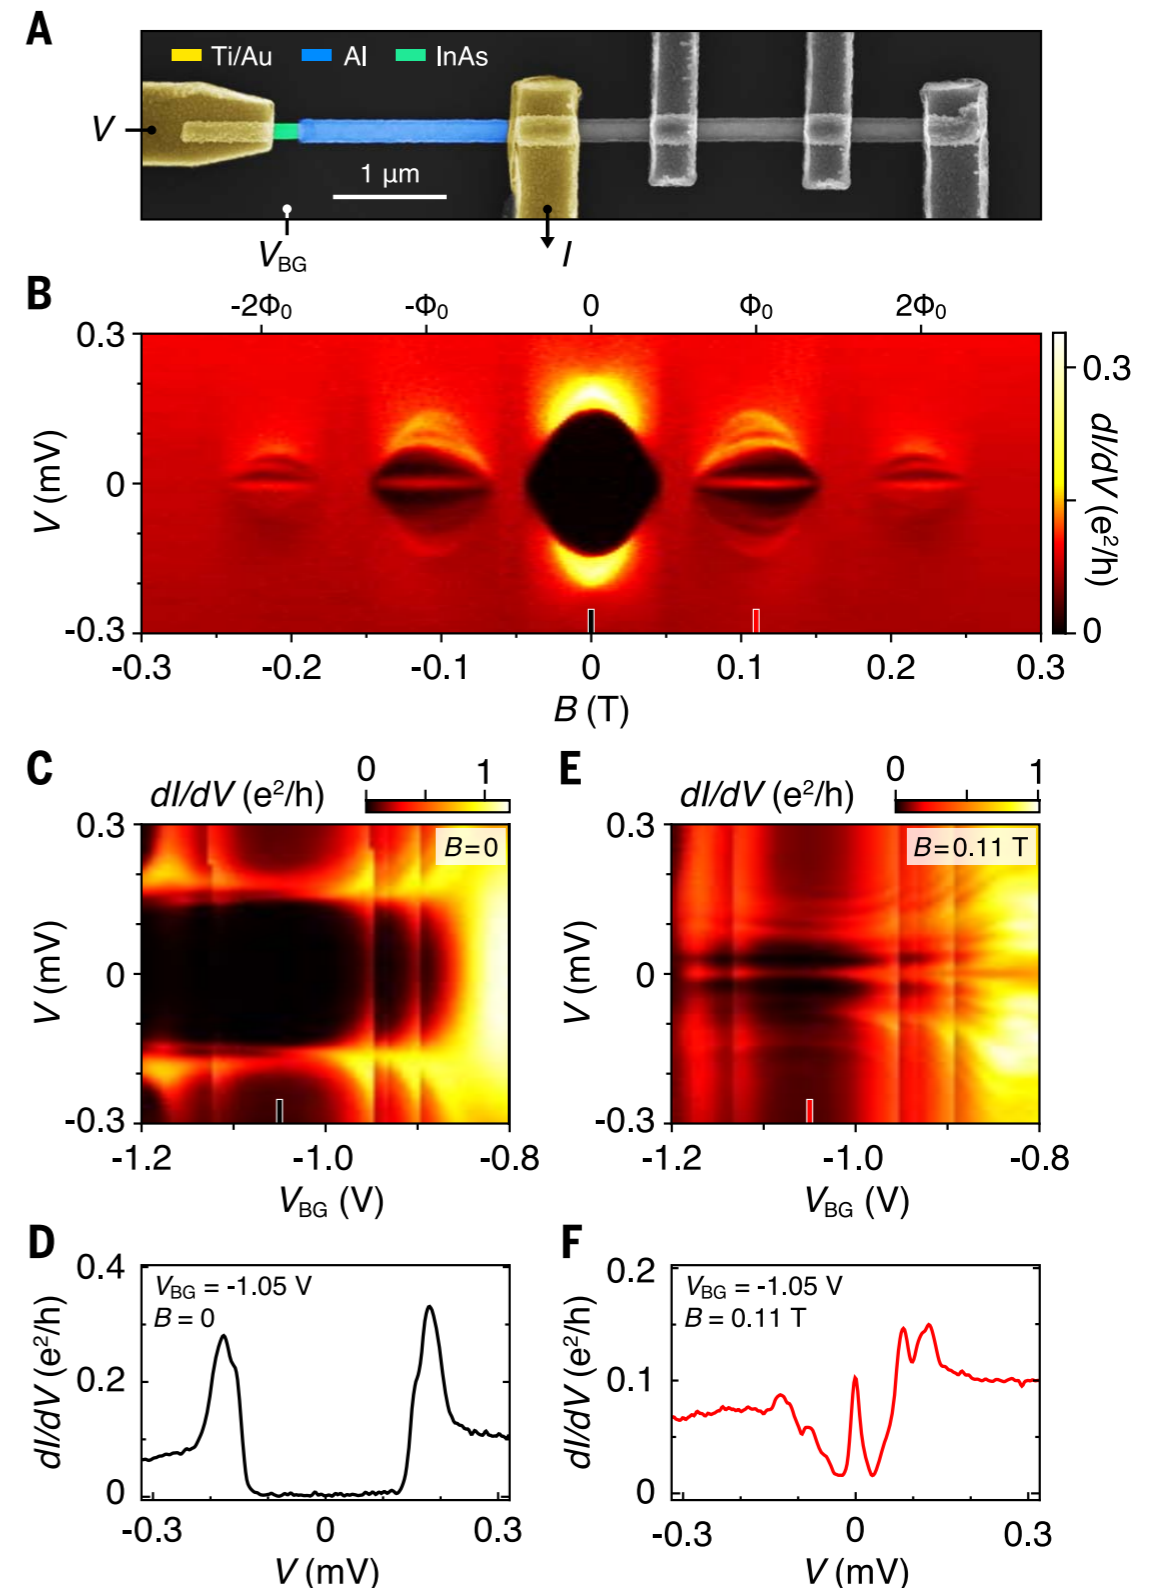 A
Ti/Au Al InAs
V
1 µm
V_BG I
B
-2Φ₀ -Φ₀ 0 Φ₀ 2Φ₀
0.3
0
-0.3
V (mV)
-0.3 -0.2 -0.1 0 0.1 0.2 0.3
B (T)
0.3
0
dI/dV (e²/h)
C
dI/dV (e²/h)
0 1
B=0
0.3
0
-0.3
V (mV)
-1.2 -1.0 -0.8
V_BG (V)
E
dI/dV (e²/h)
0 1
B=0.11 T
0.3
0
-0.3
V (mV)
-1.2 -1.0 -0.8
V_BG (V)
D
0.4
0.2
0
dI/dV (e²/h)
V_BG = -1.05 V
B = 0
-0.3 0 0.3
V (mV)
F
0.2
0.1
0
dI/dV (e²/h)
V_BG = -1.05 V
B = 0.11 T
-0.3 0 0.3
V (mV)